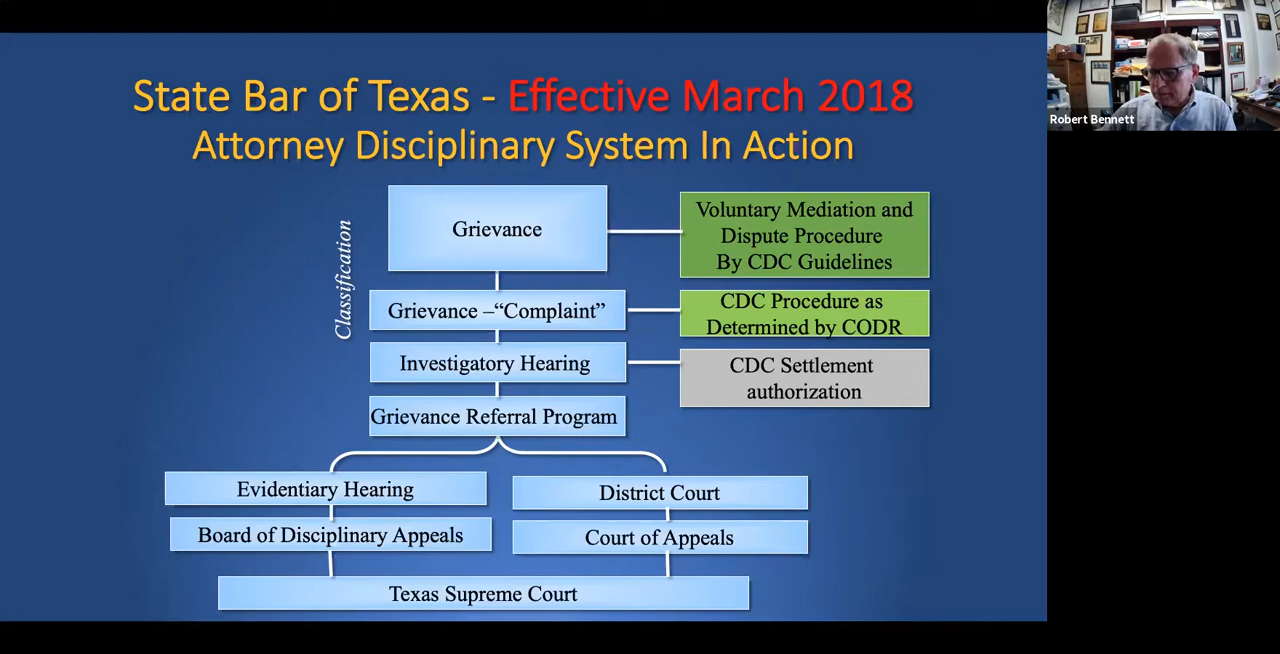 State Bar of Texas - Effective March 2018
Attorney Disciplinary System In Action
Robert Bennett
Classification
Grievance
Voluntary Mediation and
Dispute Procedure
By CDC Guidelines
Grievance –“Complaint”
CDC Procedure as
Determined by CODR
Investigatory Hearing
CDC Settlement
authorization
Grievance Referral Program
Evidentiary Hearing
District Court
Board of Disciplinary Appeals
Court of Appeals
Texas Supreme Court